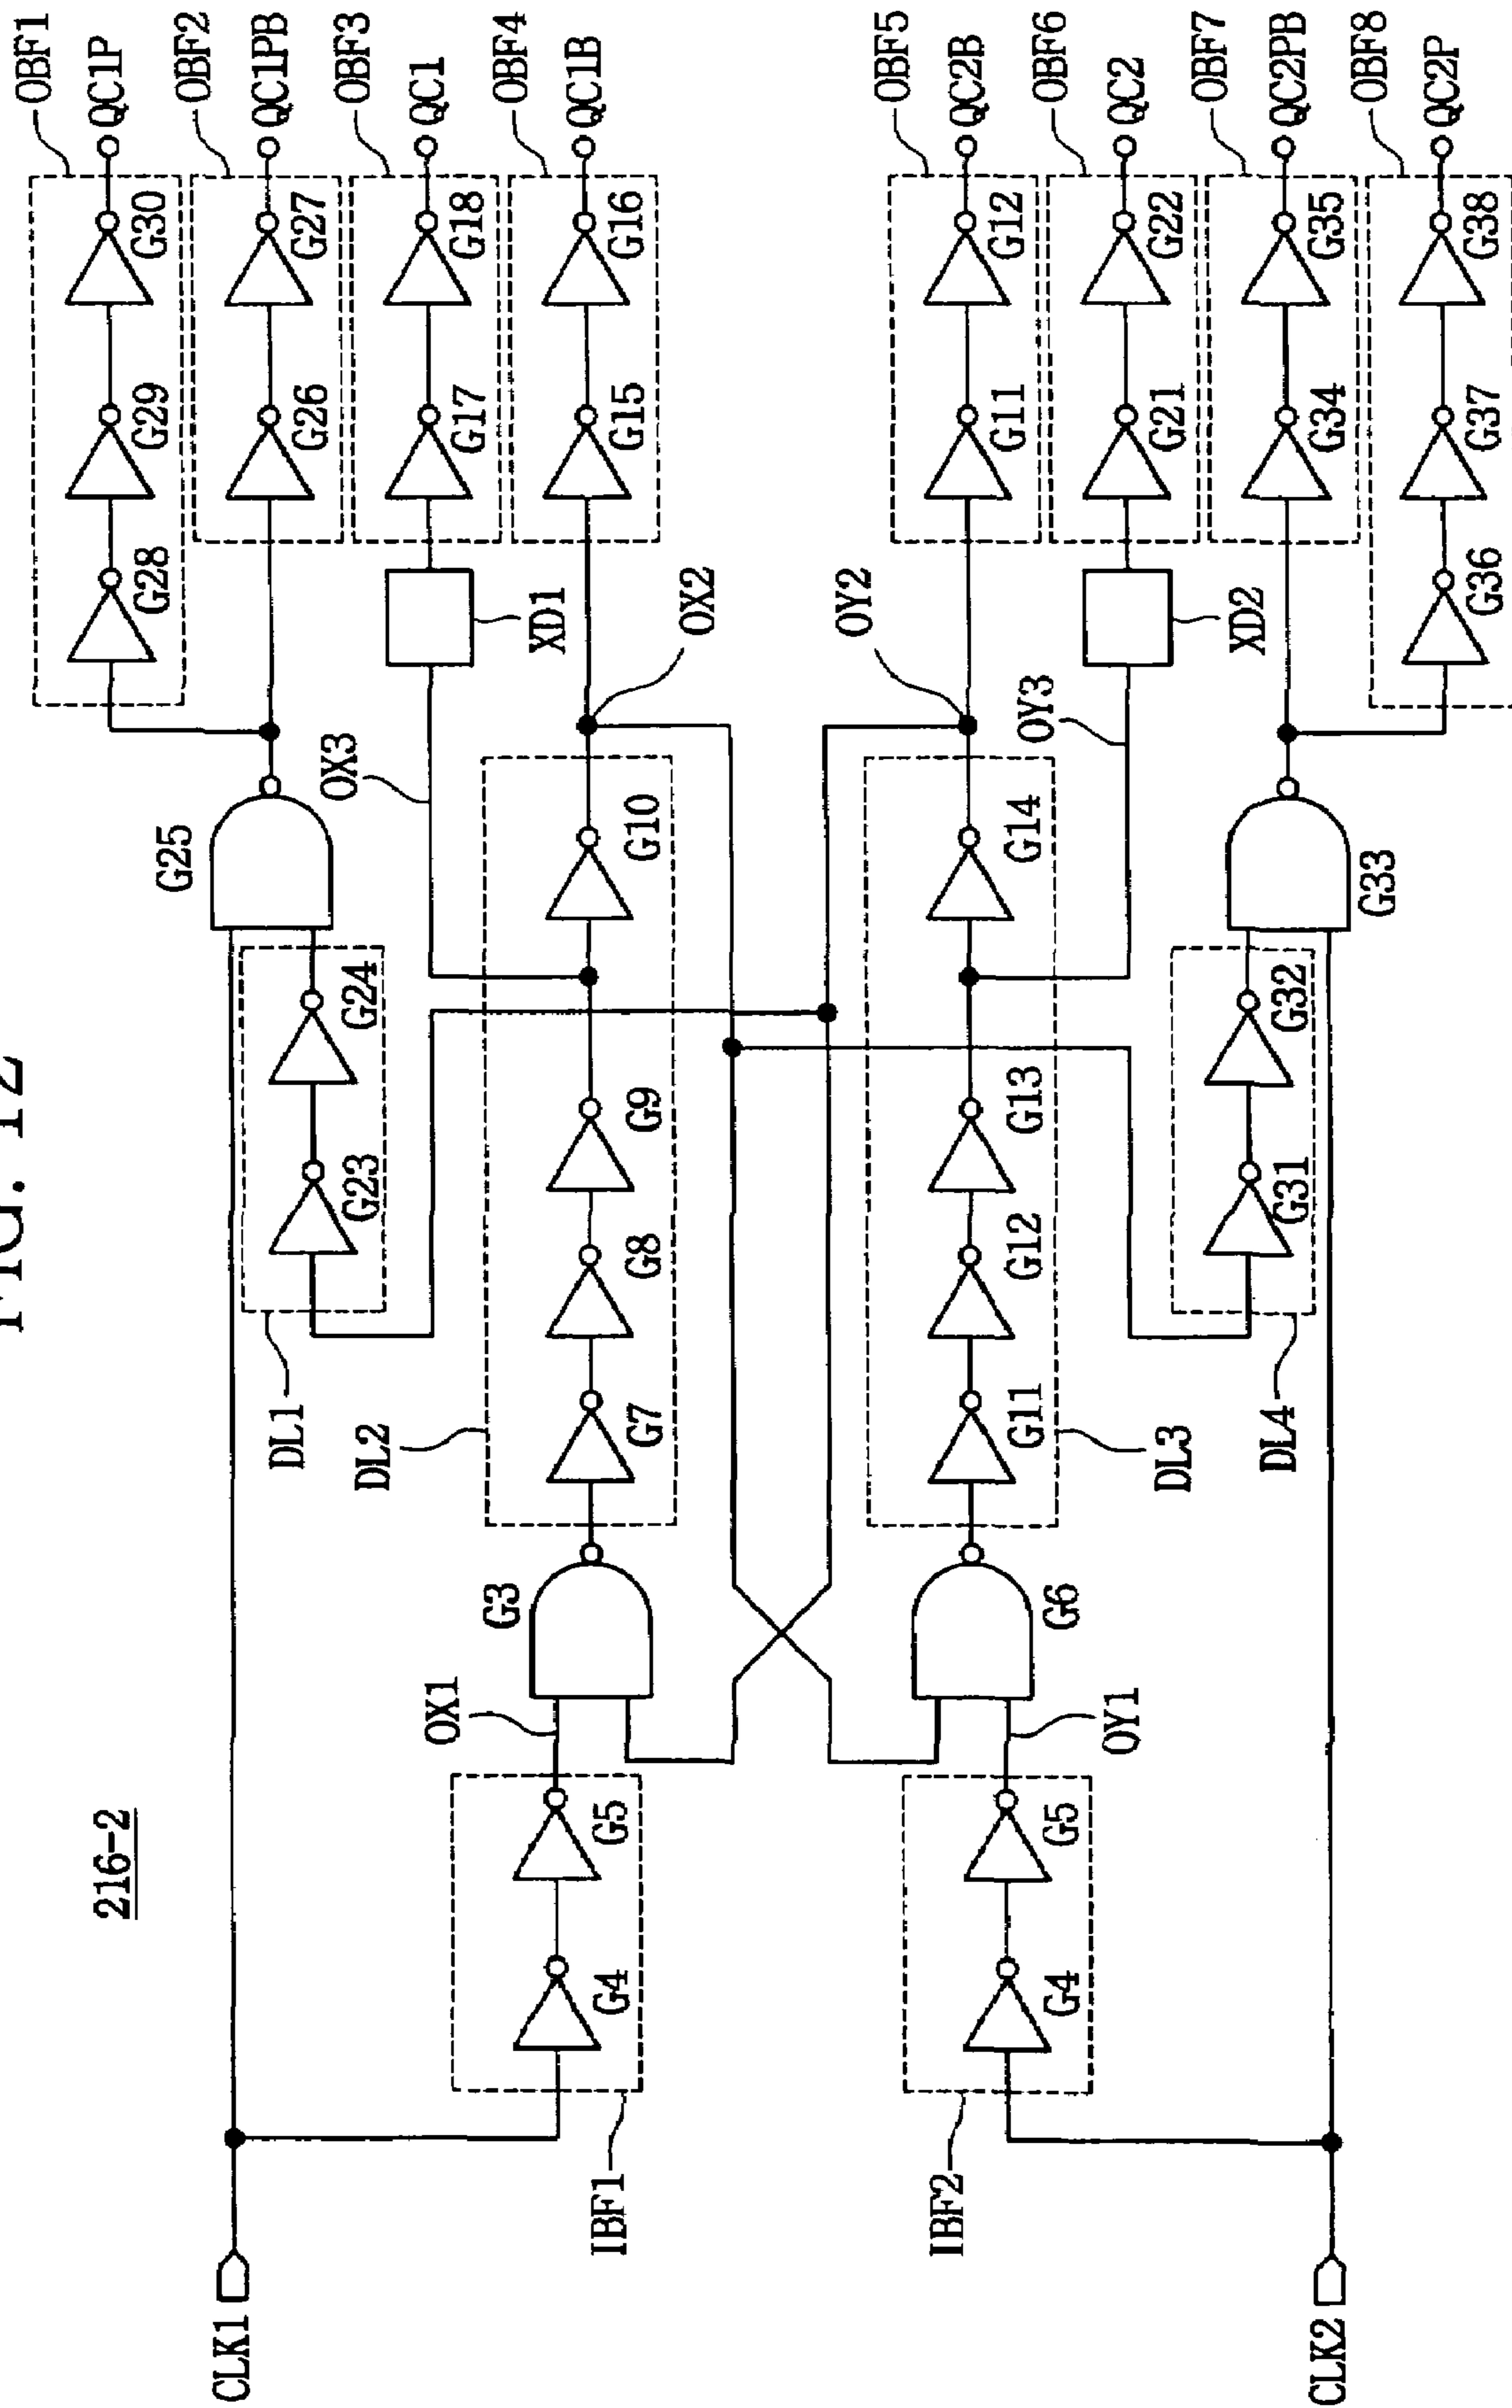 FIG. 12
216-2
CLK1
CLK2
IBF1
G4
G5
OX1
IBF2
G4
G5
OY1
G3
G6
DL1
G23
G24
G25
DL2
G7
G8
G9
G10
OX3
OX2
DL3
G11
G12
G13
G14
OY2
OY3
DL4
G31
G32
G33
XD1
XD2
OBF1
G28
G29
G30
QC1P
OBF2
G26
G27
QC1PB
OBF3
G17
G18
QC1
OBF4
G15
G16
QC1B
OBF5
G11
G12
QC2B
OBF6
G21
G22
QC2
OBF7
G34
G35
QC2PB
OBF8
G36
G37
G38
QC2P